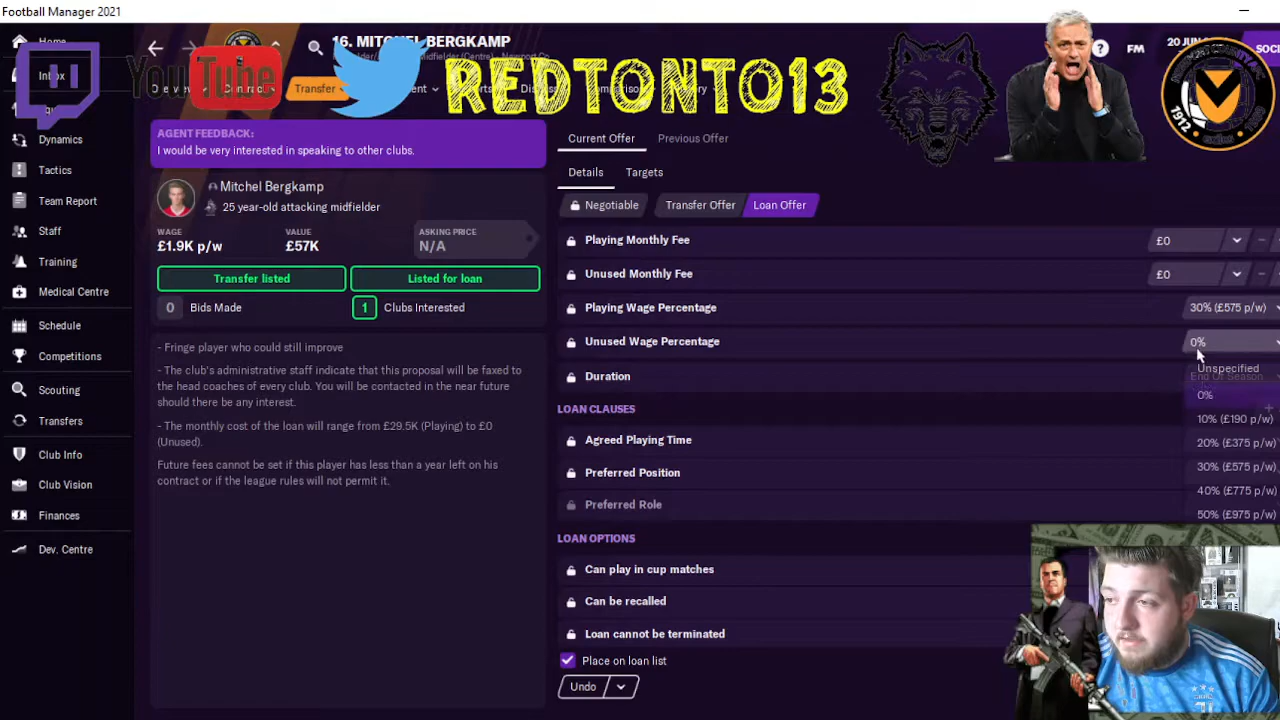 Football Manager 2021
Home
16. MITCHEL BERGKAMP
FM
20 JUN
SOCI
YouTube
REDTONTO13
Inbox
Transfer
Dynamics
Tactics
Team Report
Staff
Training
Medical Centre
Schedule
Competitions
Scouting
Transfers
Club Info
Club Vision
Finances
Dev. Centre
AGENT FEEDBACK:
I would be very interested in speaking to other clubs.
Mitchel Bergkamp
25 year-old attacking midfielder
WAGE
£1.9K p/w
VALUE
£57K
ASKING PRICE
N/A
Transfer listed
Listed for loan
0 Bids Made
1 Clubs Interested
- Fringe player who could still improve
- The club's administrative staff indicate that this proposal will be faxed to
the head coaches of every club. You will be contacted in the near future
should there be any interest.
- The monthly cost of the loan will range from £29.5K (Playing) to £0
(Unused).
Future fees cannot be set if this player has less than a year left on his
contract or if the league rules will not permit it.
Current Offer
Previous Offer
Details
Targets
Negotiable
Transfer Offer
Loan Offer
Playing Monthly Fee
£0
Unused Monthly Fee
£0
Playing Wage Percentage
30% (£575 p/w)
Unused Wage Percentage
0%
Duration
End Of Season
Unspecified
0%
10% (£190 p/w)
20% (£375 p/w)
30% (£575 p/w)
40% (£775 p/w)
50% (£975 p/w)
LOAN CLAUSES
Agreed Playing Time
Preferred Position
Preferred Role
LOAN OPTIONS
Can play in cup matches
Can be recalled
Loan cannot be terminated
Place on loan list
Undo
1912